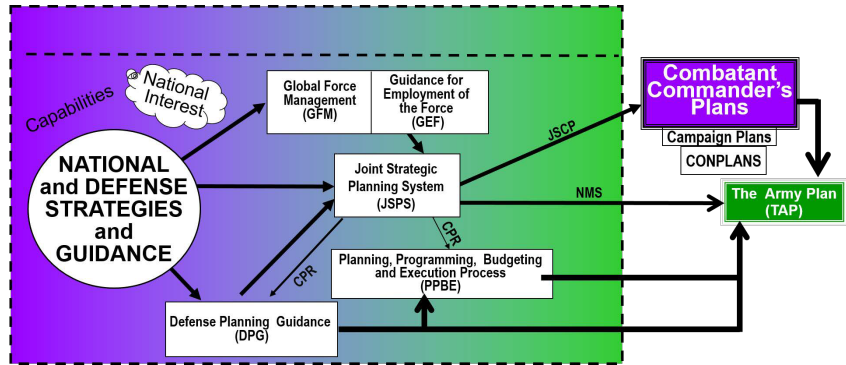 Capabilities
National
Interest
NATIONAL
and DEFENSE
STRATEGIES
and
GUIDANCE
Global Force
Management
(GFM)
Guidance for
Employment of
the Force
(GEF)
Joint Strategic
Planning System
(JSPS)
JSCP
NMS
CPR
CPR
Planning, Programming, Budgeting
and Execution Process
(PPBE)
Defense Planning Guidance
(DPG)
Combatant
Commander's
Plans
Campaign Plans
CONPLANS
The Army Plan
(TAP)